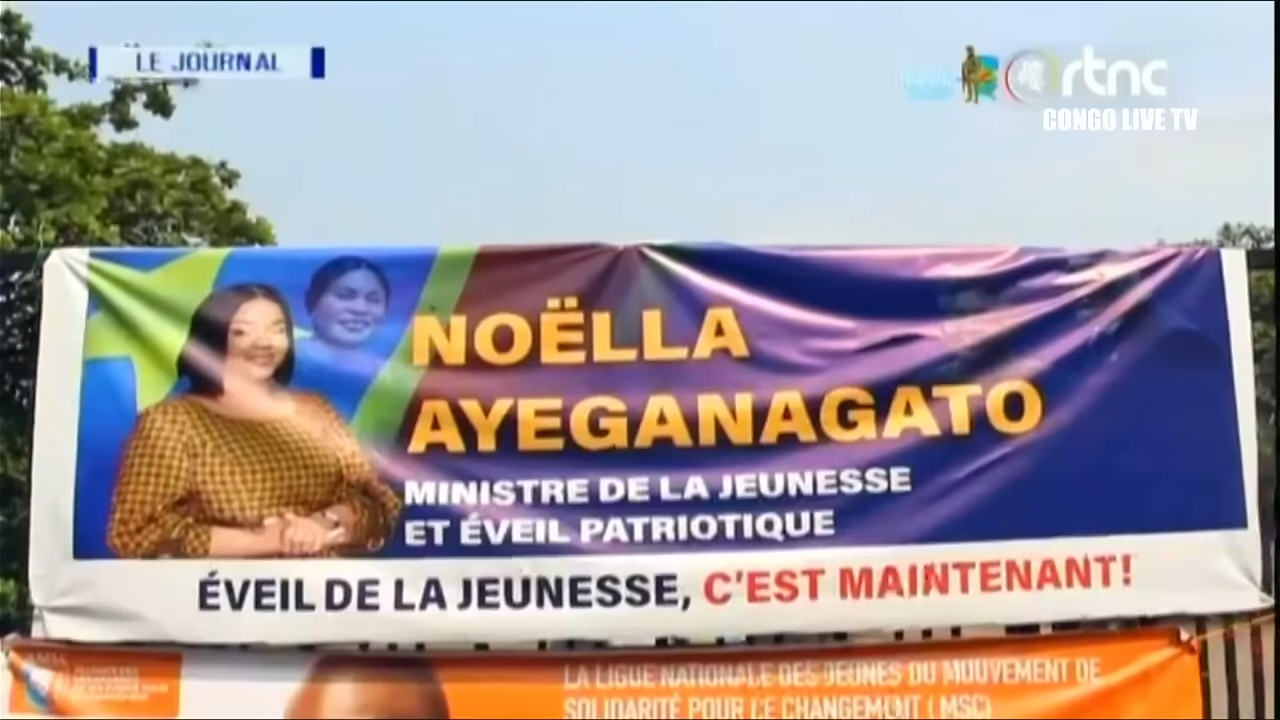 LE JOURNAL
rtnc
CONGO LIVE TV
NOËLLA
AYEGANAGATO
MINISTRE DE LA JEUNESSE
ET ÉVEIL PATRIOTIQUE
ÉVEIL DE LA JEUNESSE, C'EST MAINTENANT!
LA LIGUE NATIONALE DES JEUNES DU MOUVEMENT DE
SOLIDARITÉ POUR LE CHANGEMENT (MSC)